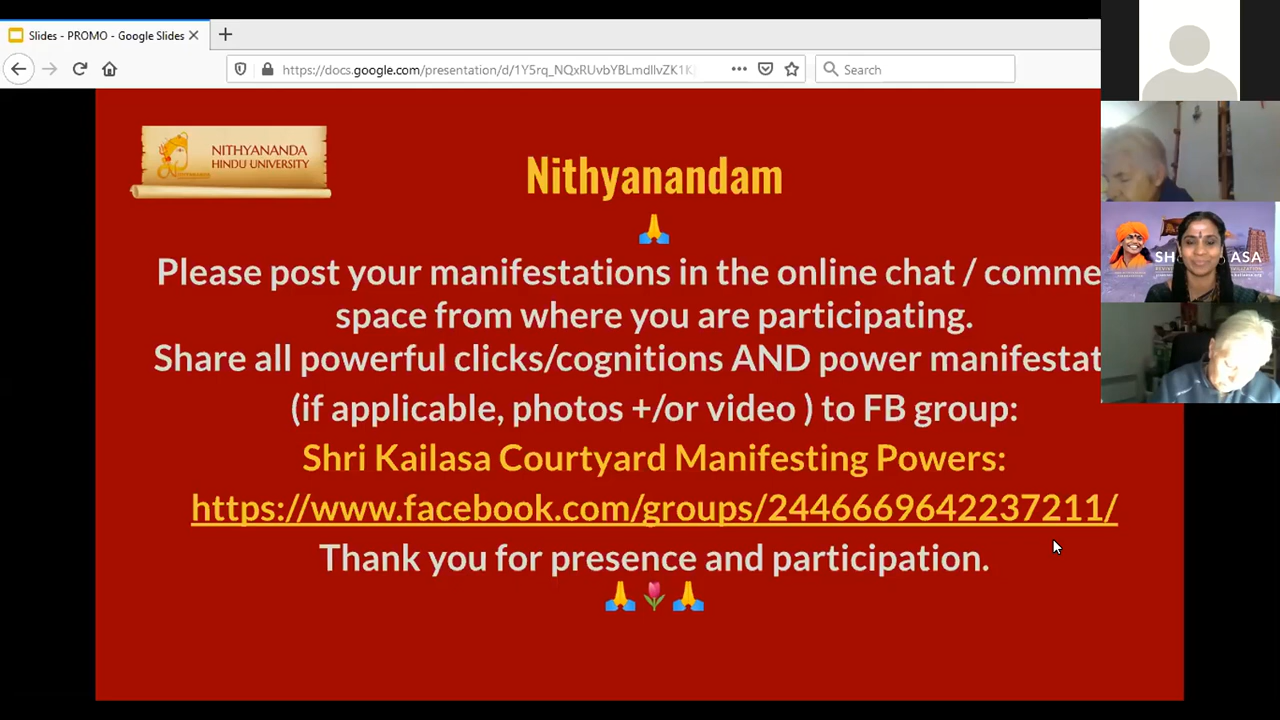 Slides - PROMO - Google Slides
https://docs.google.com/presentation/d/1Y5rq_NQxRUvbYBLmdllvZK1K
Search
NITHYANANDA
HINDU UNIVERSITY
Nithyanandam
🙏
Please post your manifestations in the online chat / comme
space from where you are participating.
Share all powerful clicks/cognitions AND power manifestat
(if applicable, photos +/or video ) to FB group:
Shri Kailasa Courtyard Manifesting Powers:
https://www.facebook.com/groups/2446669642237211/
Thank you for presence and participation.
🙏🌷🙏
SH ASA